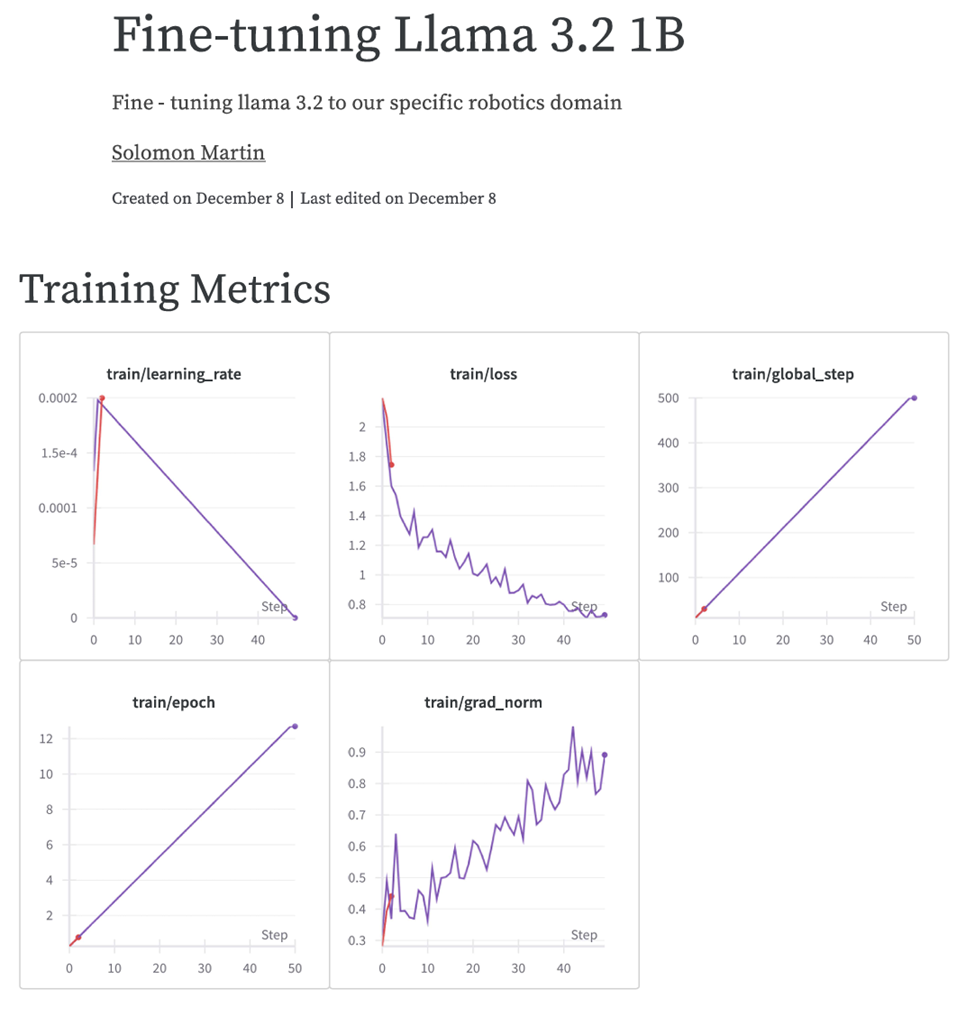 Fine-tuning Llama 3.2 1B
Fine - tuning llama 3.2 to our specific robotics domain
Solomon Martin
Created on December 8 | Last edited on December 8
Training Metrics
train/learning_rate
0.0002
1.5e-4
0.0001
5e-5
0
Step
0 10 20 30 40
train/loss
2
1.8
1.6
1.4
1.2
1
0.8
Step
0 10 20 30 40
train/global_step
500
400
300
200
100
Step
0 10 20 30 40 50
train/epoch
12
10
8
6
4
2
Step
0 10 20 30 40 50
train/grad_norm
0.9
0.8
0.7
0.6
0.5
0.4
0.3
Step
0 10 20 30 40